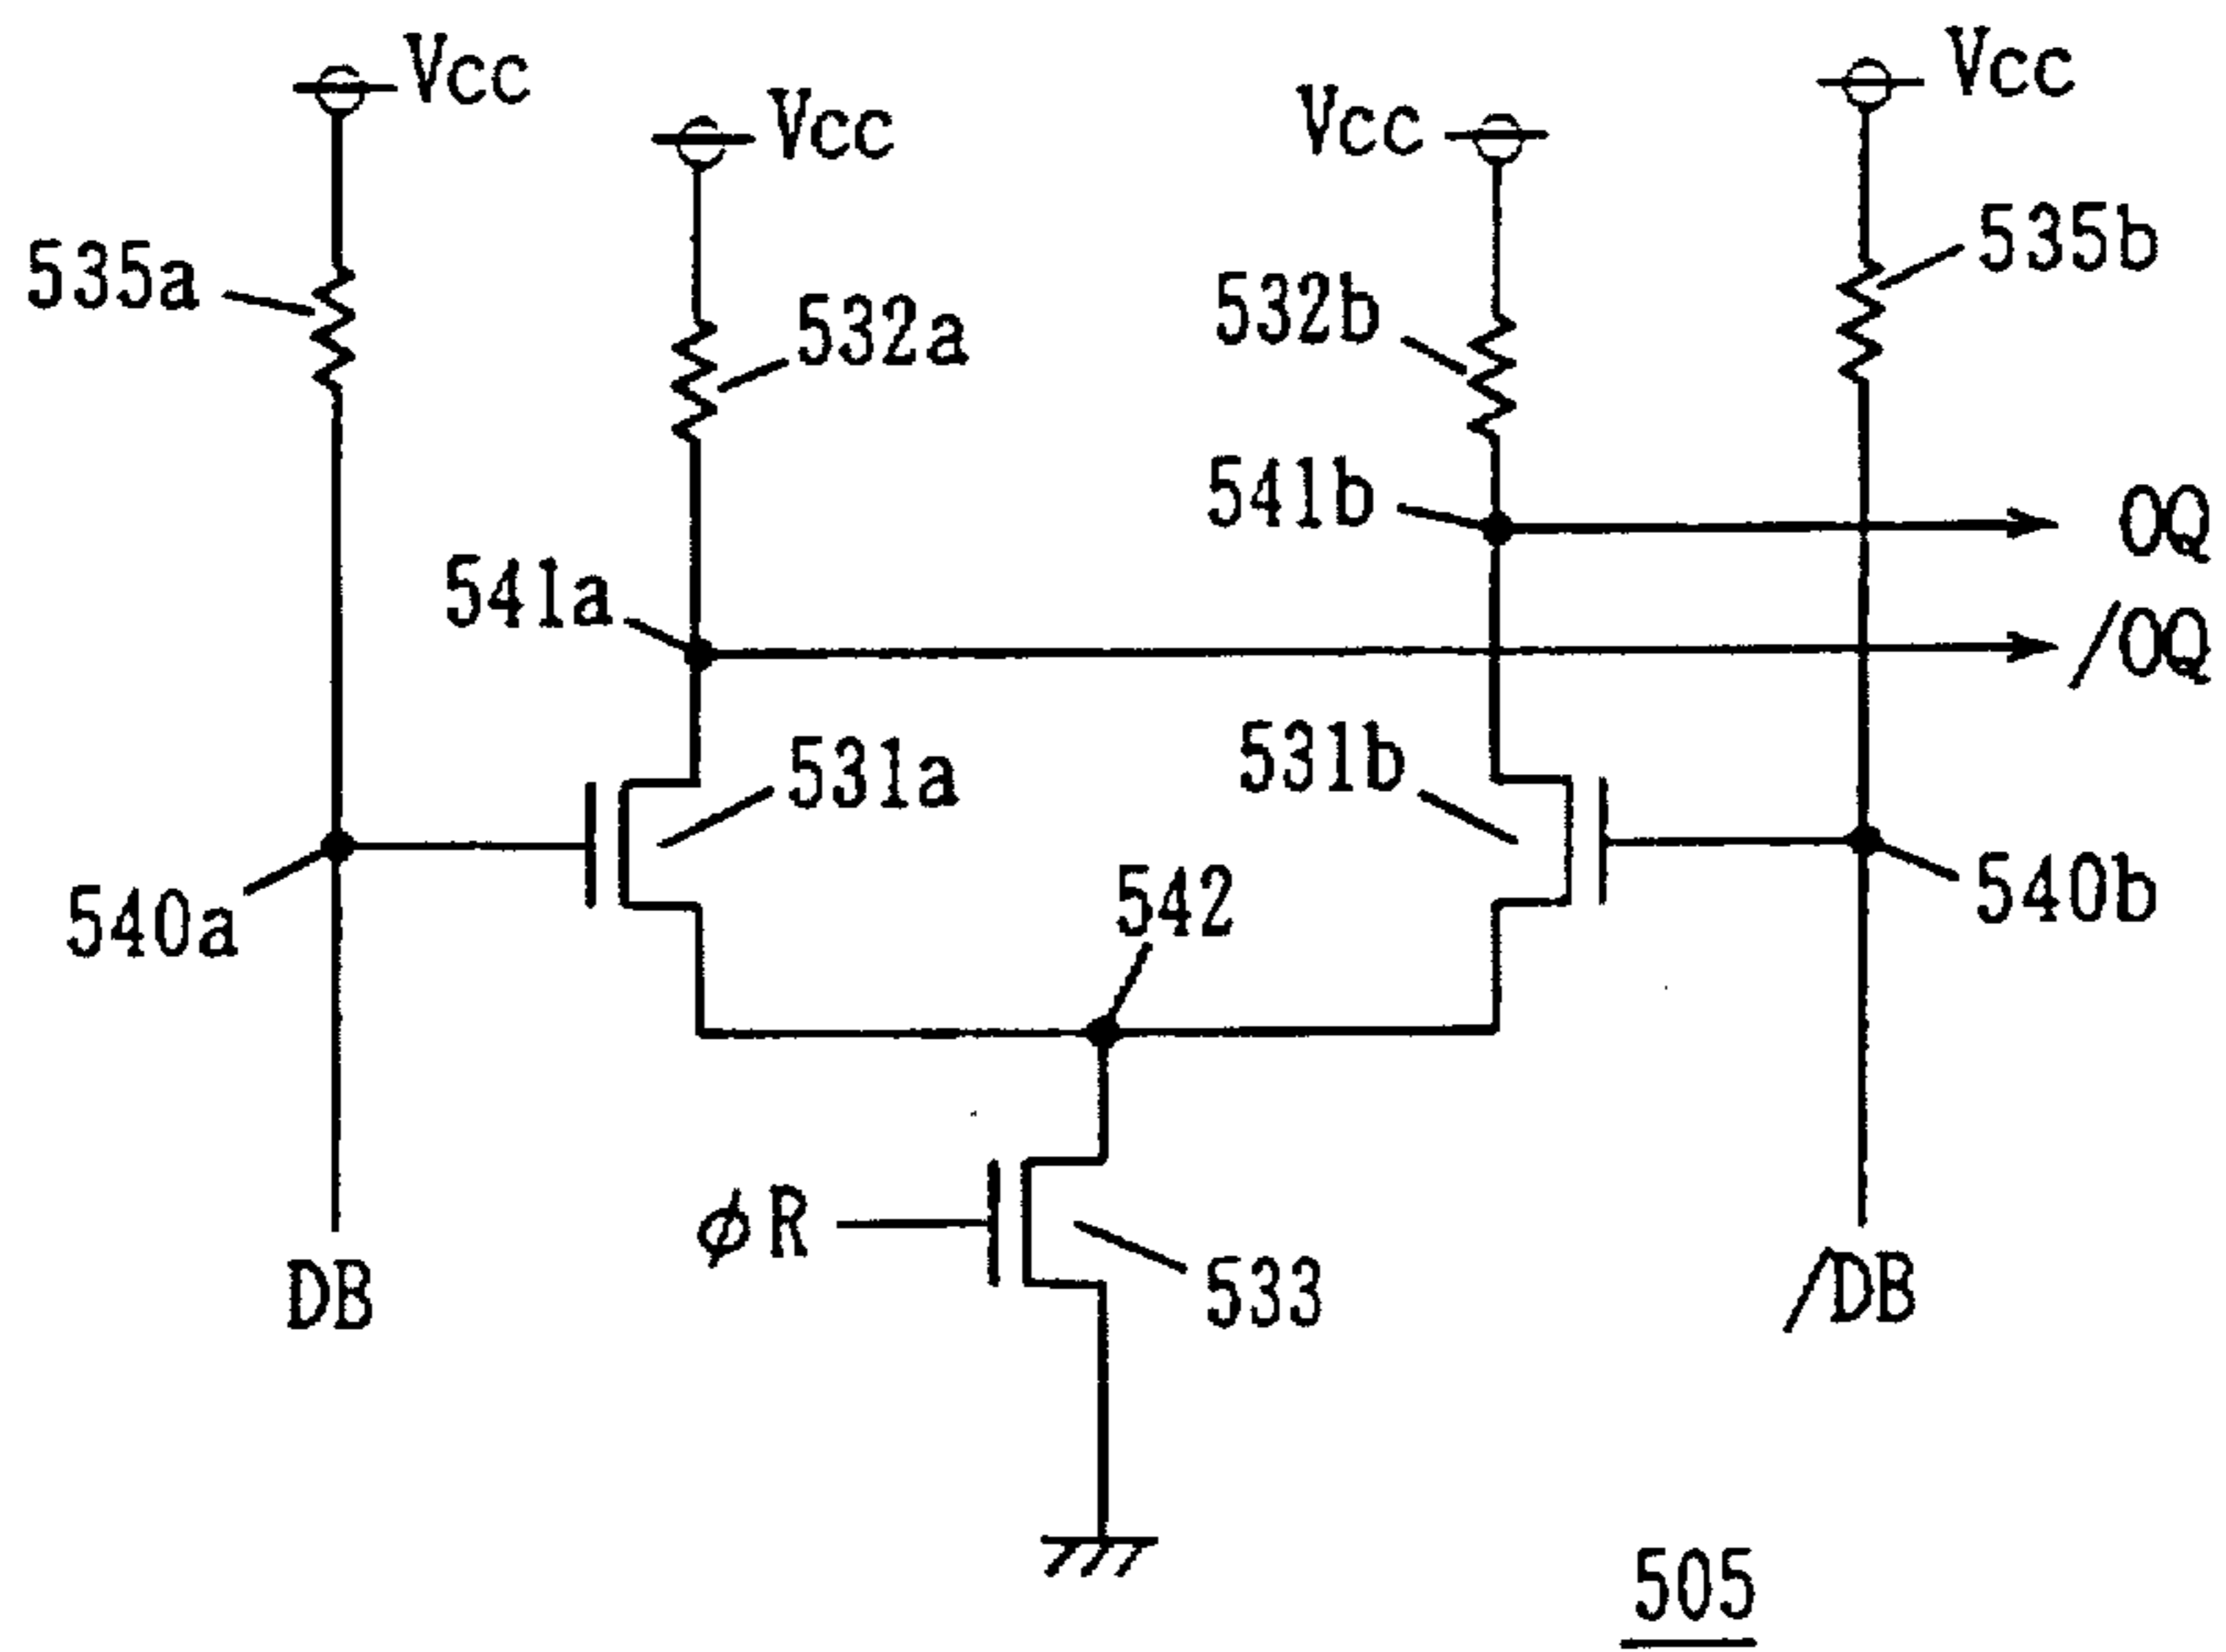 Vcc
Vcc
Vcc
Vcc
535a
532a
532b
535b
541b
OQ
541a
/OQ
531a
531b
540a
542
540b
φR
533
DB
/DB
505